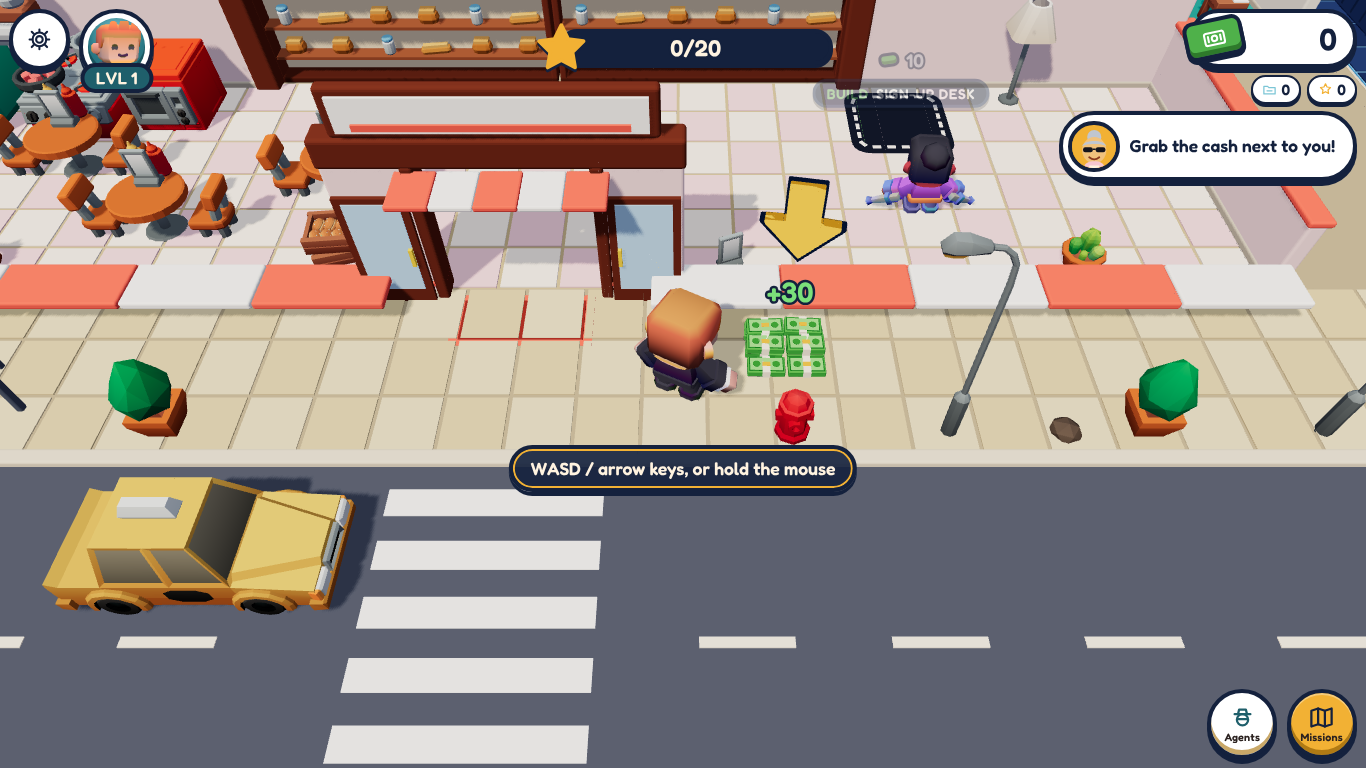 LVL 1
0/20
10
BUILD SIGN-UP DESK
0
0
0
Grab the cash next to you!
+30
WASD / arrow keys, or hold the mouse
Agents
Missions